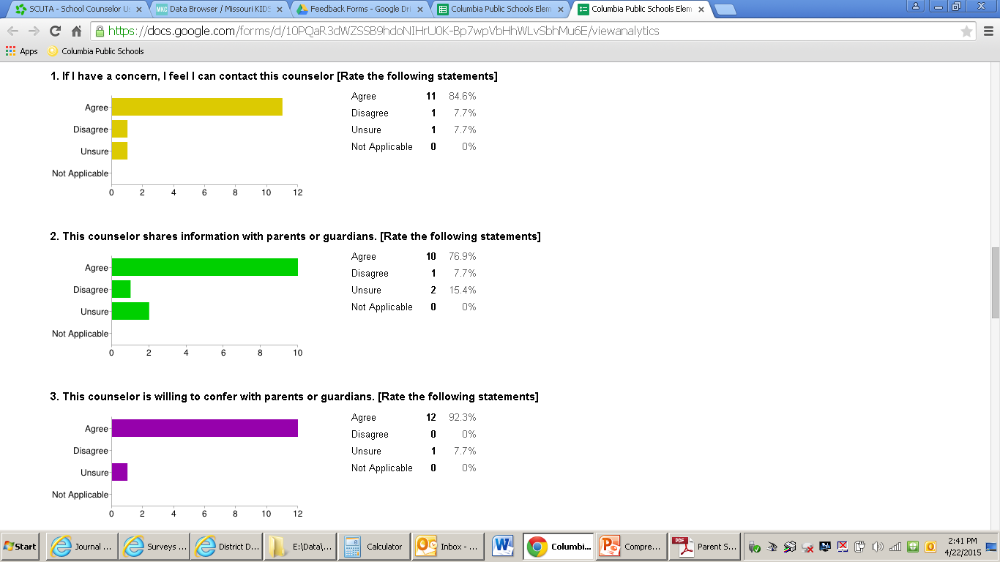 SCUTA - School Counselor Us
Data Browser / Missouri KIDS
Feedback Forms - Google Dri
Columbia Public Schools Elem
Columbia Public Schools Elem
https://docs.google.com/forms/d/10PQaR3dWZSSB9hdoNIHrU0K-Bp7wpVbHhWLvSbhMu6E/viewanalytics
Apps Columbia Public Schools
1. If I have a concern, I feel I can contact this counselor [Rate the following statements]
Agree
Disagree
Unsure
Not Applicable
0 2 4 6 8 10 12
Agree 11 84.6%
Disagree 1 7.7%
Unsure 1 7.7%
Not Applicable 0 0%
2. This counselor shares information with parents or guardians. [Rate the following statements]
Agree
Disagree
Unsure
Not Applicable
0 2 4 6 8 10
Agree 10 76.9%
Disagree 1 7.7%
Unsure 2 15.4%
Not Applicable 0 0%
3. This counselor is willing to confer with parents or guardians. [Rate the following statements]
Agree
Disagree
Unsure
Not Applicable
0 2 4 6 8 10 12
Agree 12 92.3%
Disagree 0 0%
Unsure 1 7.7%
Not Applicable 0 0%
Start
Journal ...
Surveys ...
District D...
E:\Data\...
Calculator
Inbox - ...
Columbi...
Compre...
Parent S...
2:41 PM
4/22/2015